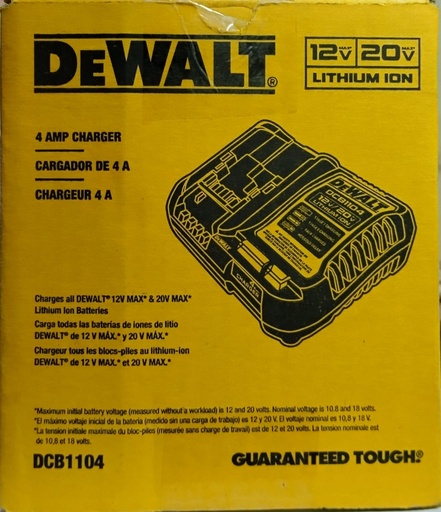 DEWALT®
12V MAX* 20V MAX*
LITHIUM ION
4 AMP CHARGER
CARGADOR DE 4 A
CHARGEUR 4 A
DEWALT
DCB1104
12V/20V
LITHIUM ION
DEWALT
Charges all DEWALT® 12V MAX* & 20V MAX*
Lithium Ion Batteries
Carga todas las baterias de iones de litio
DEWALT® de 12 V MÁX.* y 20 V MÁX.*
Chargeur tous les blocs-piles au lithium-ion
DEWALT® de 12 V MAX.* et 20 V MAX.*
*Maximum initial battery voltage (measured without a workload) is 12 and 20 volts. Nominal voltage is 10.8 and 18 volts.
*El máximo voltaje inicial de la batería (medido sin una carga de trabajo) es 12 y 20 V. El voltaje nominal es 10,8 y 18 V.
*La tension initiale maximale du bloc-piles (mesurée sans charge de travail) est de 12 et 20 volts. La tension nominale est
de 10,8 et 18 volts.
DCB1104
GUARANTEED TOUGH.®